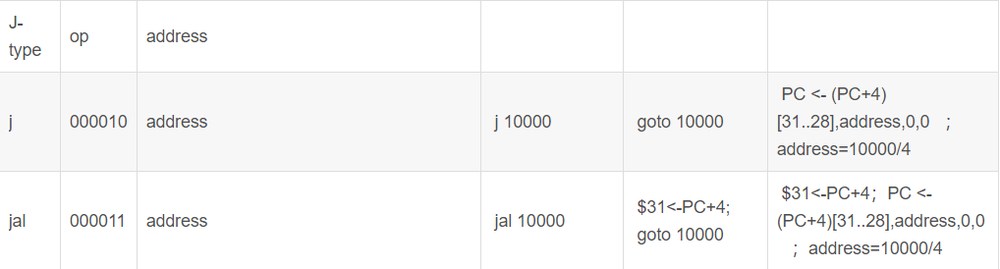 J-
type
op
address
j
000010
address
j 10000
goto 10000
PC <- (PC+4)
[31..28],address,0,0 ；
address=10000/4
jal
000011
address
jal 10000
$31<-PC+4;
goto 10000
$31<-PC+4；PC <-
(PC+4)[31..28],address,0,0
；address=10000/4